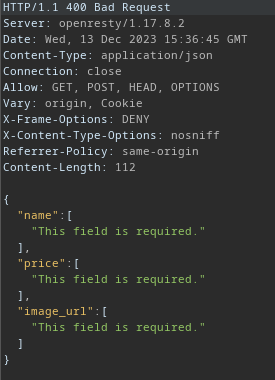 HTTP/1.1 400 Bad Request
Server: openresty/1.17.8.2
Date: Wed, 13 Dec 2023 15:36:45 GMT
Content-Type: application/json
Connection: close
Allow: GET, POST, HEAD, OPTIONS
Vary: origin, Cookie
X-Frame-Options: DENY
X-Content-Type-Options: nosniff
Referrer-Policy: same-origin
Content-Length: 112

{
  "name":[
    "This field is required."
  ],
  "price":[
    "This field is required."
  ],
  "image_url":[
    "This field is required."
  ]
}